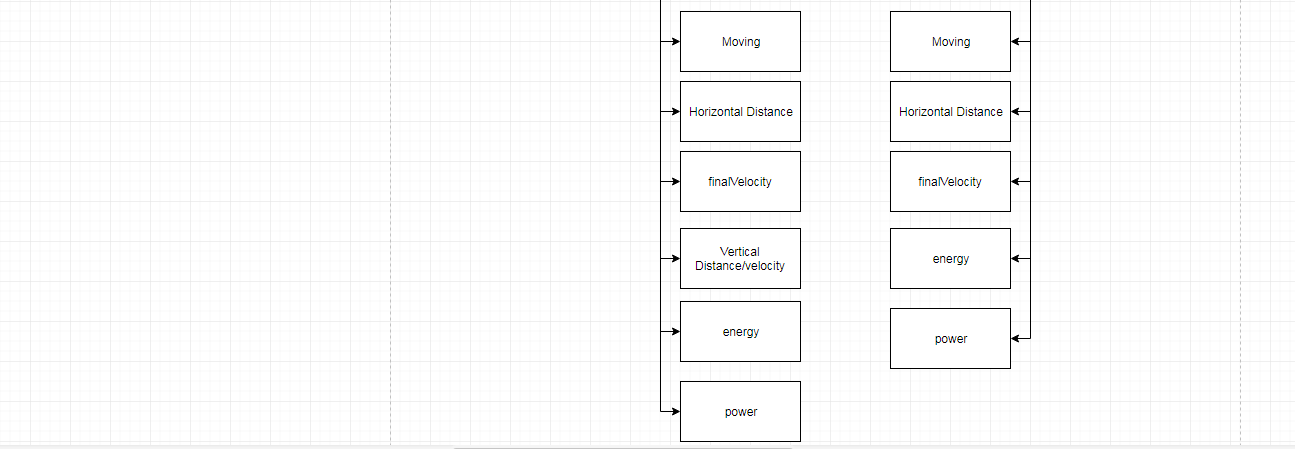 Moving
Moving
Horizontal Distance
Horizontal Distance
finalVelocity
finalVelocity
Vertical
Distance/velocity
energy
energy
power
power